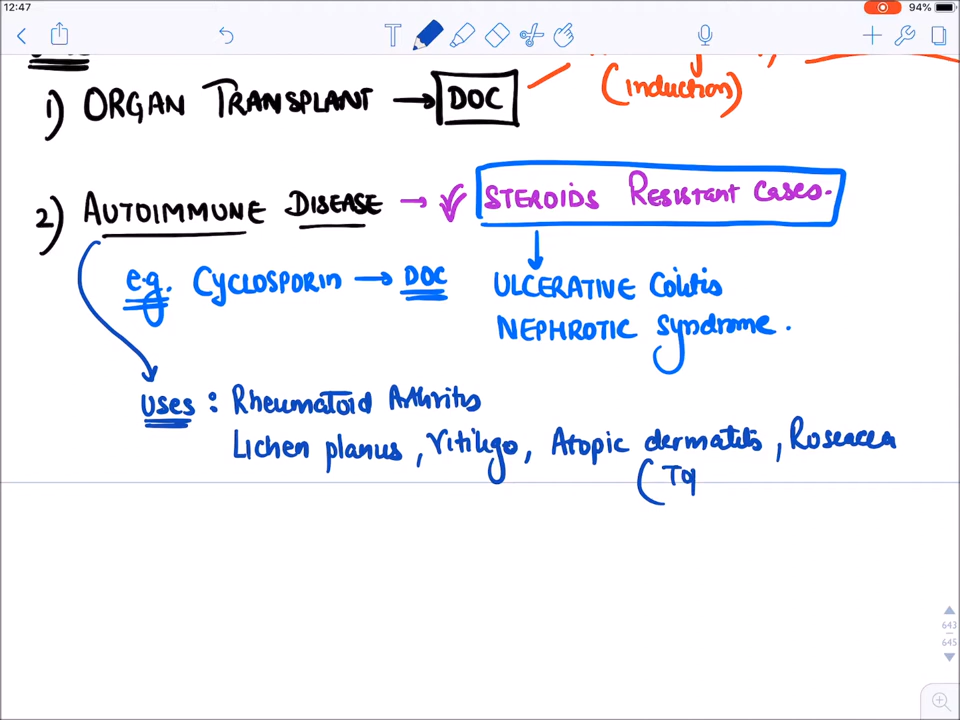 12:47
94%
T
(induction)
1) ORGAN TRANSPLANT → DOC
2) AUTOIMMUNE DISEASE → STEROIDS Resistant cases.
e.g. Cyclosporin → DOC
ULCERATIVE Colitis
NEPHROTIC Syndrome.
Uses : Rheumatoid Arthritis
Lichen planus, Vitiligo, Atopic dermatitis, Roseacea
(Top
643
645